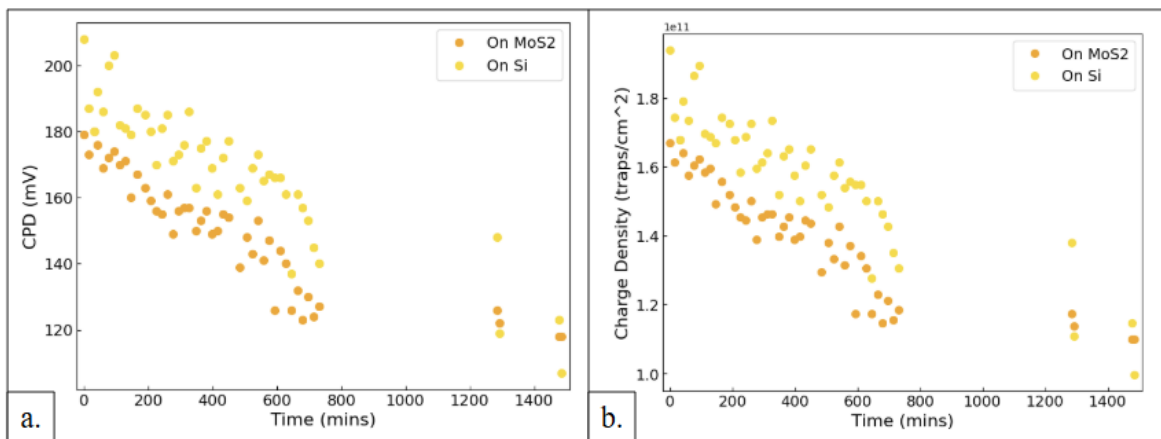 On MoS2
On Si
200
180
160
140
120
CPD (mV)
0
200
400
600
800
1000
1200
1400
Time (mins)
a.
1e11
On MoS2
On Si
1.8
1.6
1.4
1.2
1.0
Charge Density (traps/cm^2)
0
200
400
600
800
1000
1200
1400
Time (mins)
b.